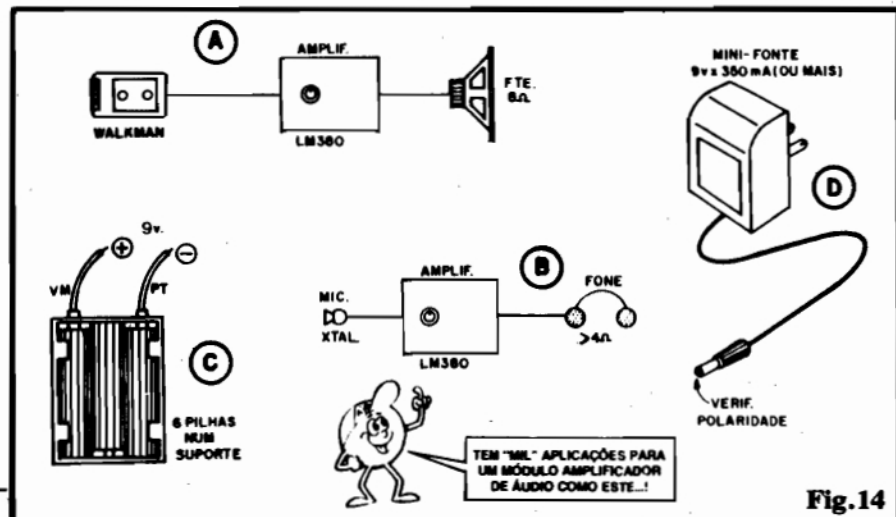 A
AMPLIF.
WALKMAN
LM380
FTE.
8Ω
MINI-FONTE
9v x 350 mA (OU MAIS)
D
VERIF.
POLARIDADE
9v.
+
-
VM
PT
C
6 PILHAS
NUM
SUPORTE
B
AMPLIF.
MIC.
XTAL.
LM380
FONE
>4Ω
TEM "MIL" APLICAÇÕES PARA
UM MÓDULO AMPLIFICADOR
DE ÁUDIO COMO ESTE...!
Fig.14